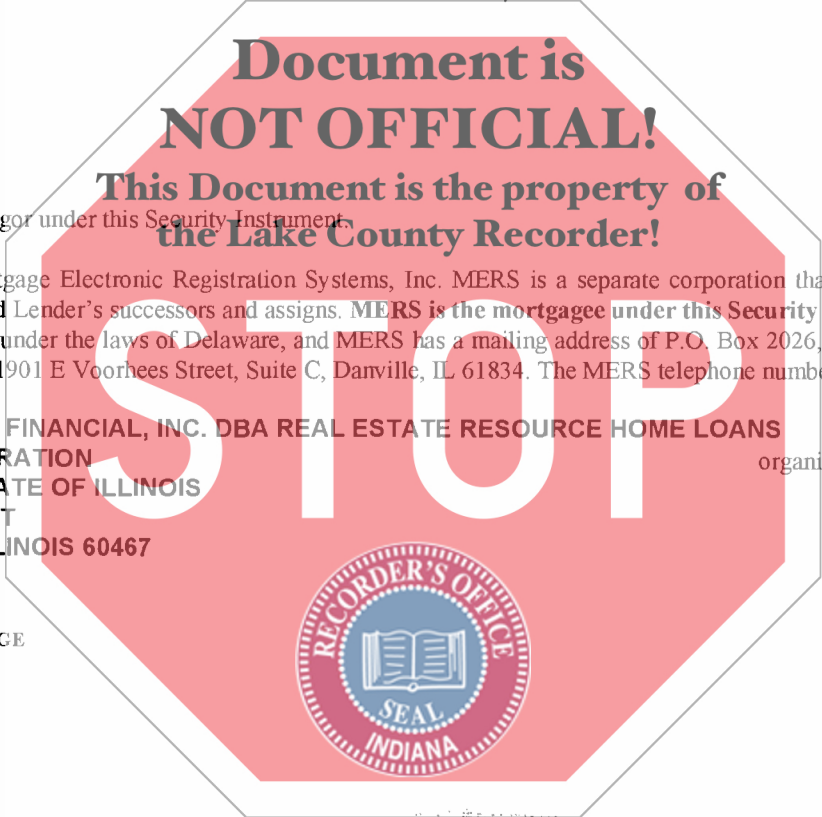 Document is
NOT OFFICIAL!
This Document is the property of
gor under this Security Instrument.
the Lake County Recorder!
tgage Electronic Registration Systems, Inc. MERS is a separate corporation tha
d Lender's successors and assigns. MERS is the mortgagee under this Security
under the laws of Delaware, and MERS has a mailing address of P.O. Box 2026,
1901 E Voorhees Street, Suite C, Danville, IL 61834. The MERS telephone numbe
FINANCIAL, INC. DBA REAL ESTATE RESOURCE HOME LOANS
RATION
organi
ATE OF ILLINOIS
T
LINOIS 60467
STOP
GE
RECORDER'S OFFICE
SEAL
INDIANA